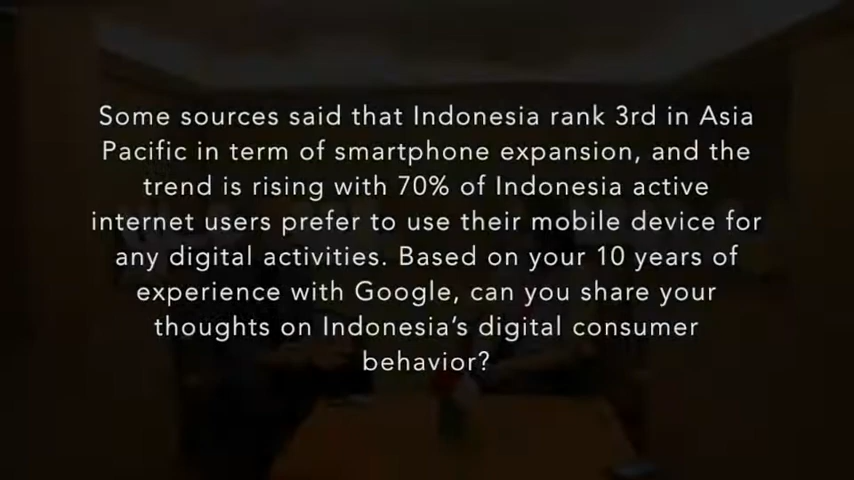 Some sources said that Indonesia rank 3rd in Asia
Pacific in term of smartphone expansion, and the
trend is rising with 70% of Indonesia active
internet users prefer to use their mobile device for
any digital activities. Based on your 10 years of
experience with Google, can you share your
thoughts on Indonesia's digital consumer
behavior?